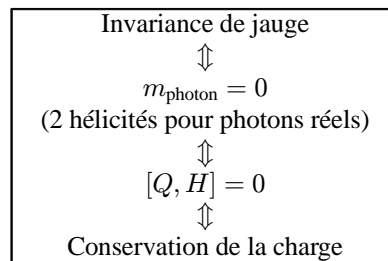 Invariance de jauge
⇕
m_photon = 0
(2 hélicités pour photons réels)
⇕
[Q, H] = 0
⇕
Conservation de la charge